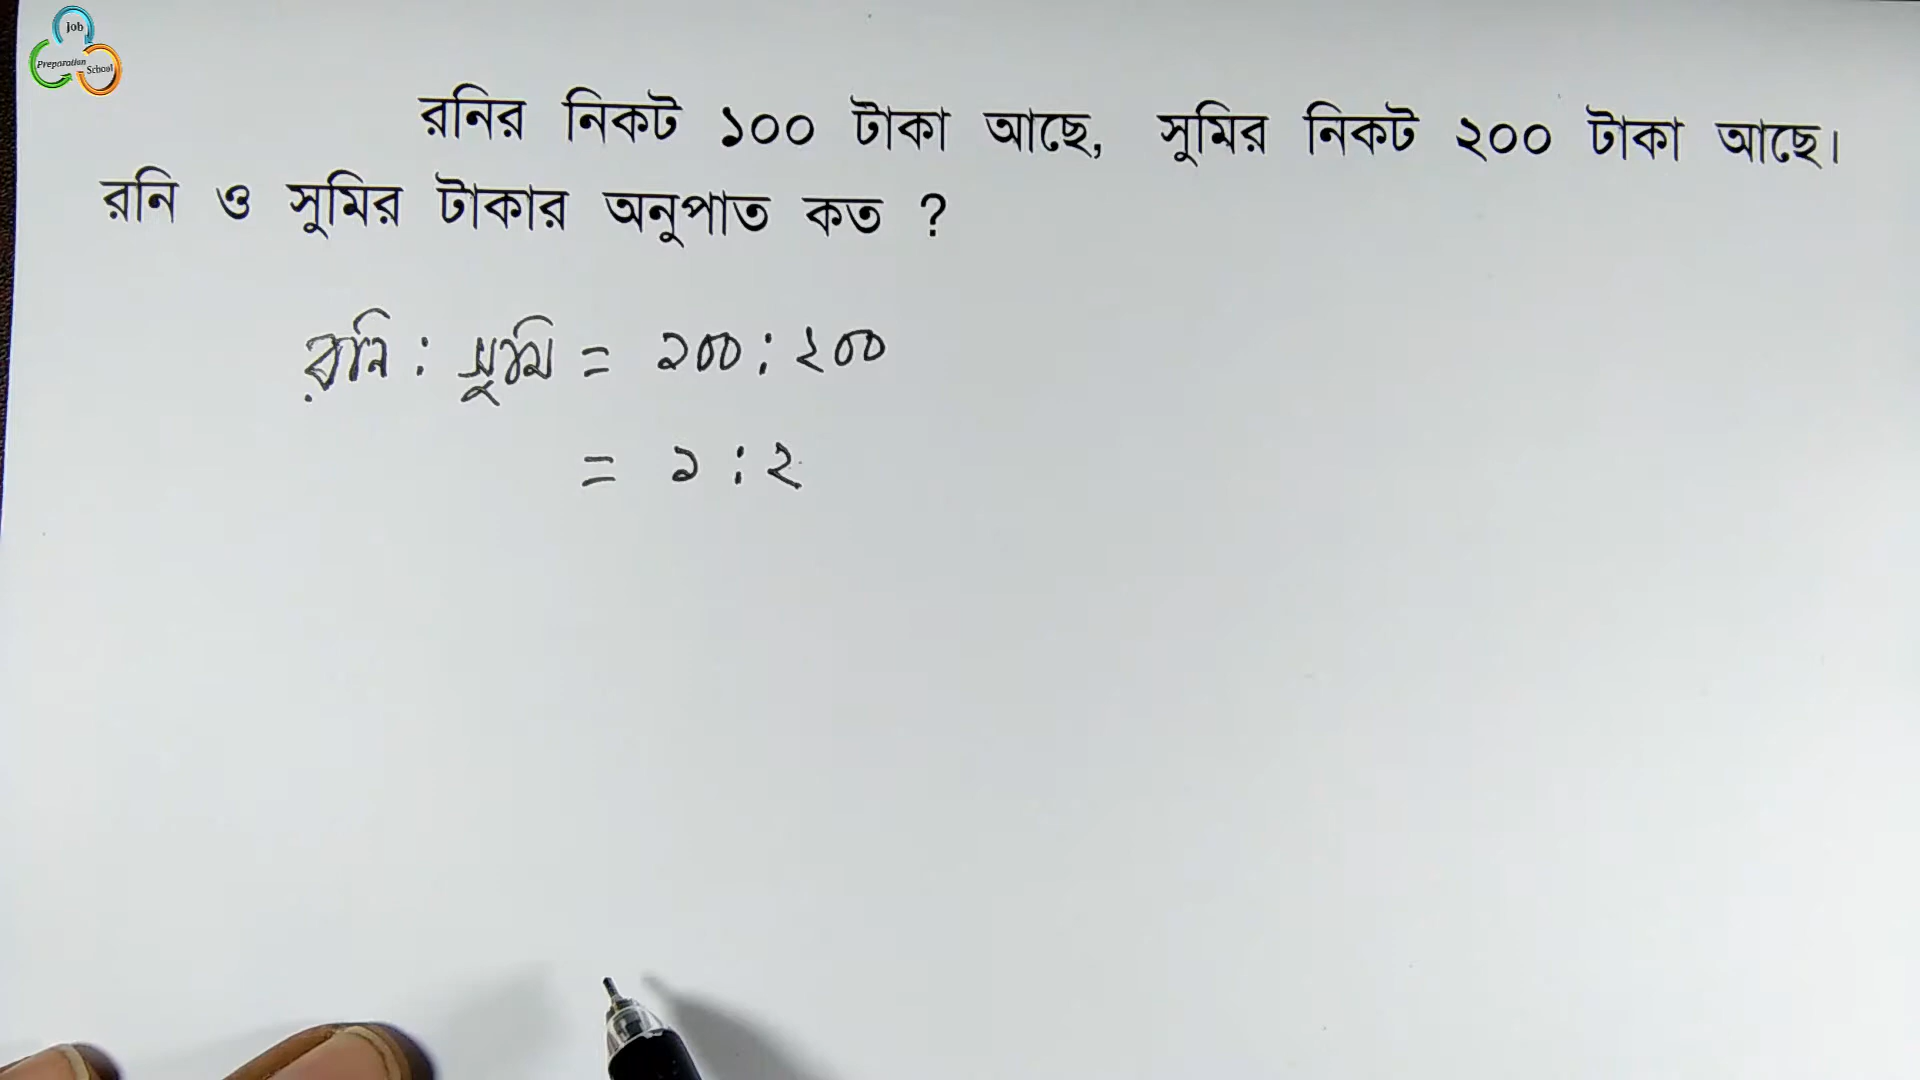 Job
Preparation
School
রনির নিকট ১০০ টাকা আছে, সুমির নিকট ২০০ টাকা আছে।
রনি ও সুমির টাকার অনুপাত কত ?
রনি : সুমি = ১০০ : ২০০
= ১ : ২